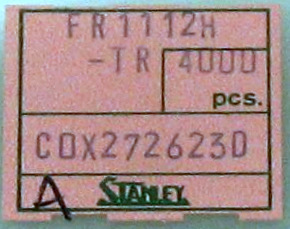 FR1112H
-TR 4000
pcs.
COX272623D
A STANLEY